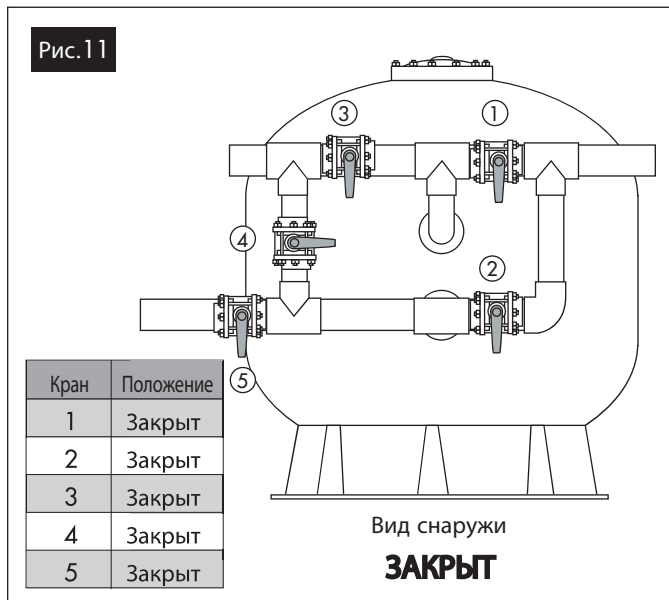 Рис.11
3
1
4
2
5
Кран Положение
1 Закрыт
2 Закрыт
3 Закрыт
4 Закрыт
5 Закрыт
Вид снаружи
ЗАКРЫТ